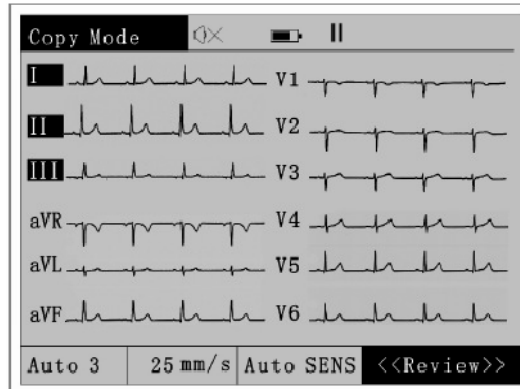 Copy Mode
I V1
II V2
III V3
aVR V4
aVL V5
aVF V6
Auto 3 25 mm/s Auto SENS <<Review>>